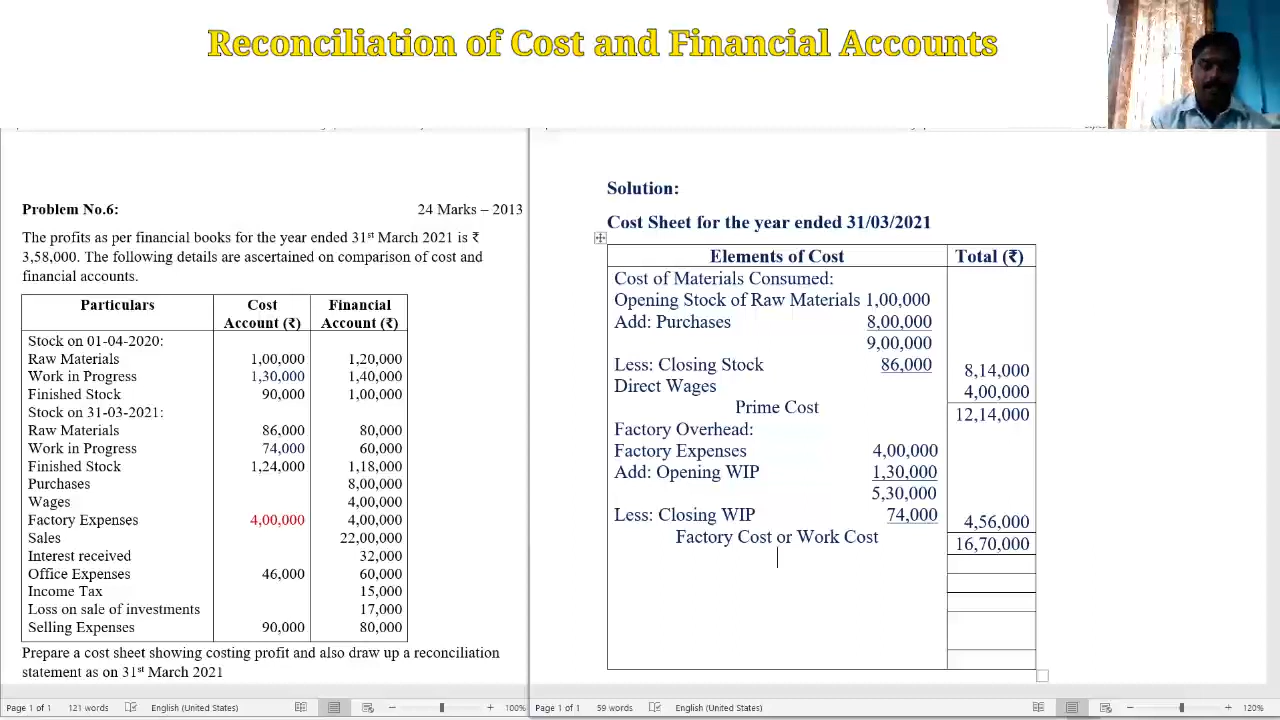 Reconciliation of Cost and Financial Accounts
Problem No.6: 24 Marks – 2013
The profits as per financial books for the year ended 31st March 2021 is ₹
3,58,000. The following details are ascertained on comparison of cost and
financial accounts.
Particulars Cost Account (₹) Financial Account (₹)
Stock on 01-04-2020:
Raw Materials 1,00,000 1,20,000
Work in Progress 1,30,000 1,40,000
Finished Stock 90,000 1,00,000
Stock on 31-03-2021:
Raw Materials 86,000 80,000
Work in Progress 74,000 60,000
Finished Stock 1,24,000 1,18,000
Purchases 8,00,000
Wages 4,00,000
Factory Expenses 4,00,000 4,00,000
Sales 22,00,000
Interest received 32,000
Office Expenses 46,000 60,000
Income Tax 15,000
Loss on sale of investments 17,000
Selling Expenses 90,000 80,000
Prepare a cost sheet showing costing profit and also draw up a reconciliation
statement as on 31st March 2021
Page 1 of 1 121 words English (United States) 100%
Solution:
Cost Sheet for the year ended 31/03/2021
Elements of Cost Total (₹)
Cost of Materials Consumed:
Opening Stock of Raw Materials 1,00,000
Add: Purchases 8,00,000
9,00,000
Less: Closing Stock 86,000 8,14,000
Direct Wages 4,00,000
Prime Cost 12,14,000
Factory Overhead:
Factory Expenses 4,00,000
Add: Opening WIP 1,30,000
5,30,000
Less: Closing WIP 74,000 4,56,000
Factory Cost or Work Cost 16,70,000
Page 1 of 1 59 words English (United States) 120%